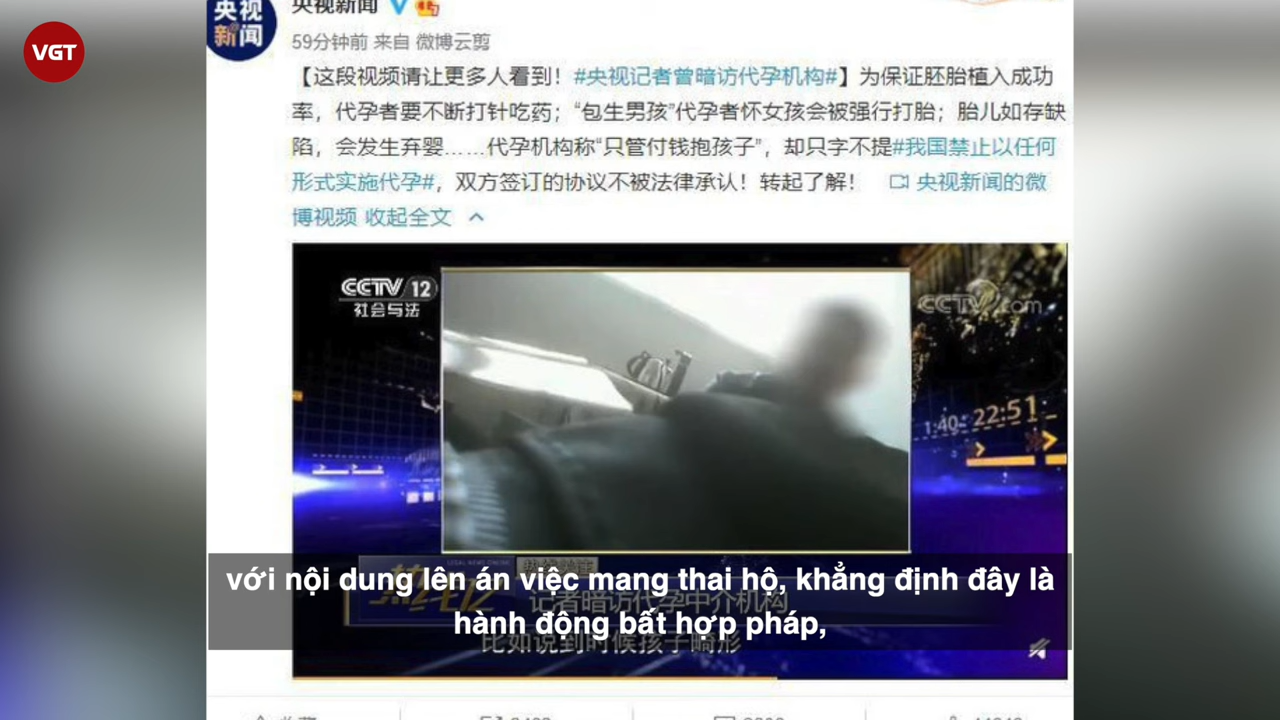 VGT
央视新闻
央视新闻
59分钟前 来自 微博云剪
【这段视频请让更多人看到！#央视记者曾暗访代孕机构#】为保证胚胎植入成功
率，代孕者要不断打针吃药；“包生男孩”代孕者怀女孩会被强行打胎；胎儿如存缺
陷，会发生弃婴……代孕机构称“只管付钱抱孩子”，却只字不提#我国禁止以任何
形式实施代孕#，双方签订的协议不被法律承认！转起了解！ 央视新闻的微
博视频 收起全文
CCTV 12
社会与法
CCTV.com
1:40
22:51
với nội dung lên án việc mang thai hộ, khẳng định đây là
记者暗访代孕中介机构
hành động bất hợp pháp,
比如说到时候孩子畸形